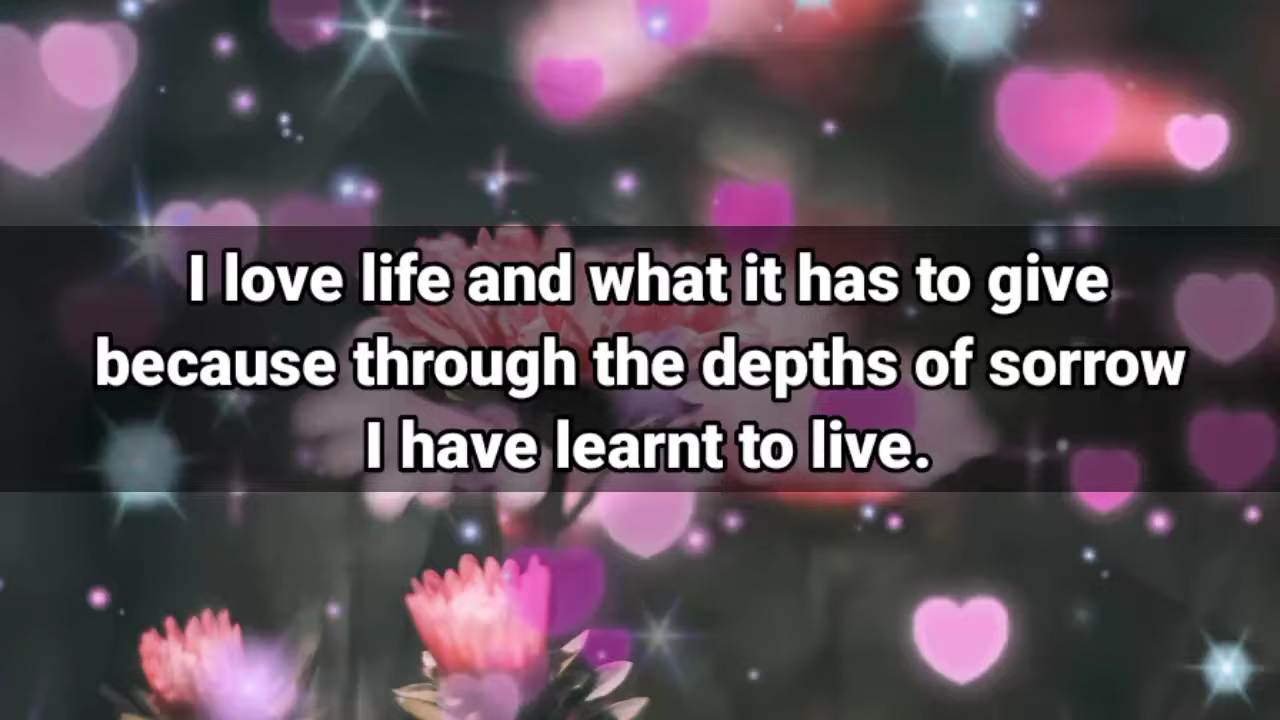 I love life and what it has to give
because through the depths of sorrow
I have learnt to live.